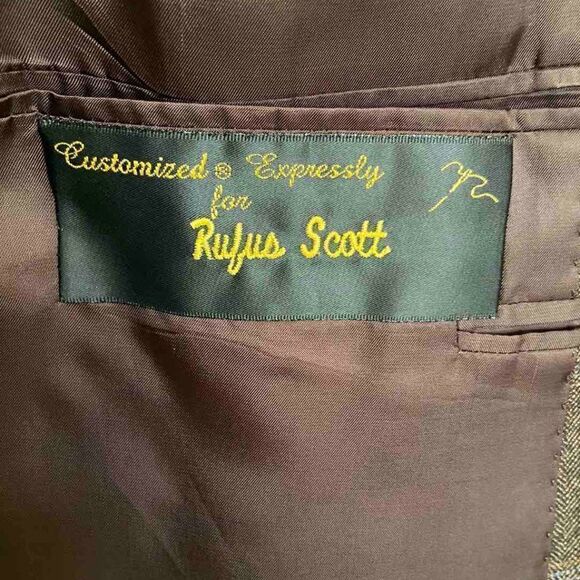 Customized ® Expressly
for
Rufus Scott